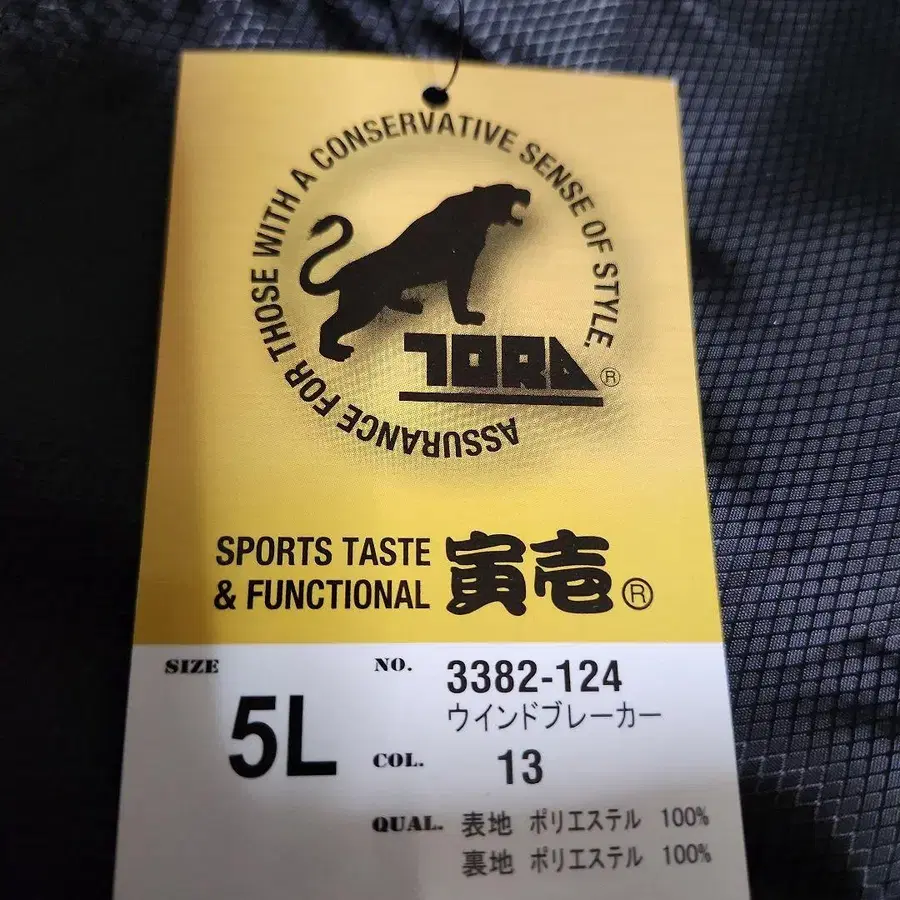 ASSURANCE FOR THOSE WITH A CONSERVATIVE SENSE OF STYLE.
TORA®
SPORTS TASTE
& FUNCTIONAL
寅壱®
SIZE
5L
NO. 3382-124
ウインドブレーカー
COL. 13
QUAL. 表地 ポリエステル 100%
裏地 ポリエステル 100%